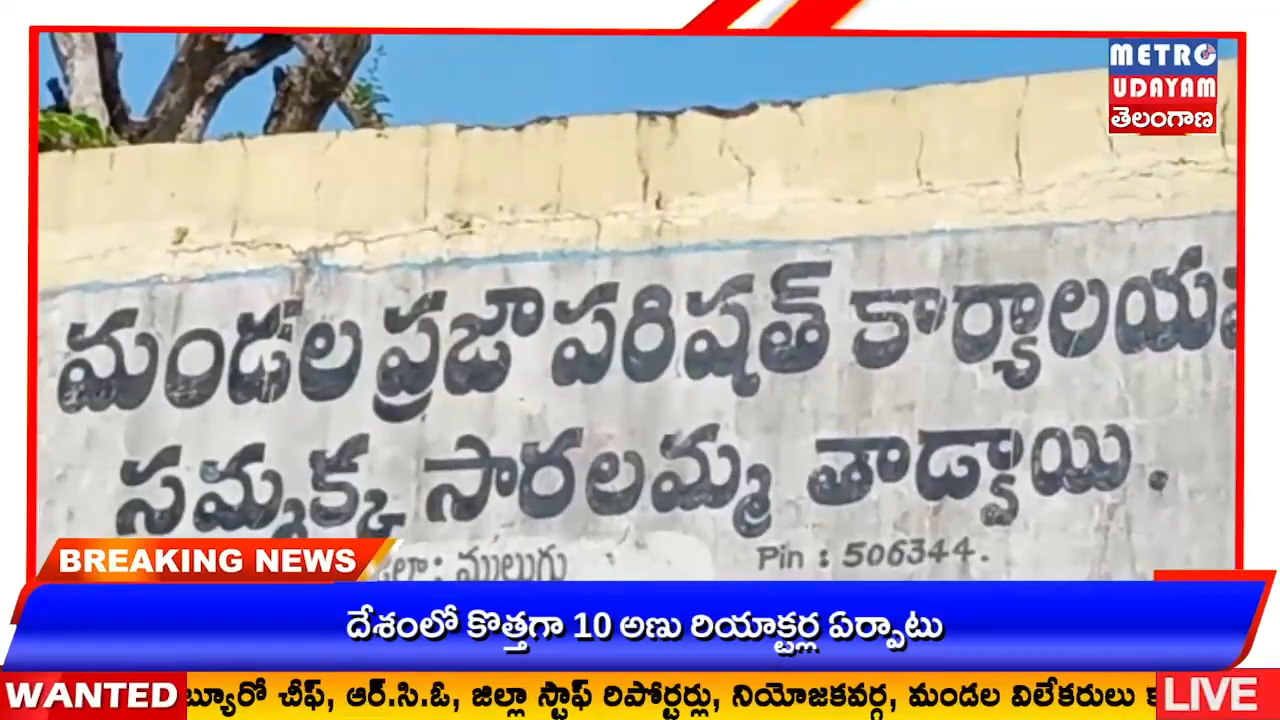 METRO
UDAYAM
తెలంగాణ
మండల ప్రజా పరిషత్ కార్యాలయ
సమ్మక్క సారలమ్మ తాడ్వాయి.
ములుగు
Pin : 506344.
BREAKING NEWS
దేశంలో కొత్తగా 10 అణు రియాక్టర్ల ఏర్పాటు
WANTED
చీఫ్, ఆర్.సి.ఓ, జిల్లా స్టాఫ్ రిపోర్టర్లు, నియోజకవర్గ, మండల విలేకరులు
LIVE